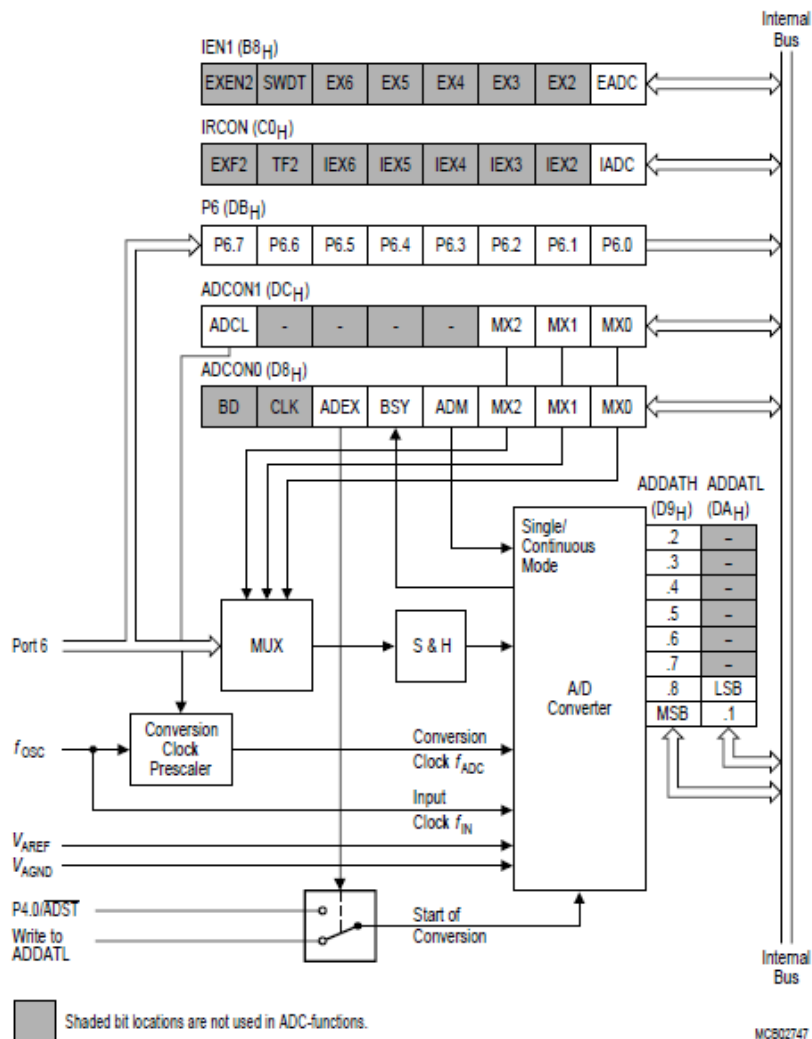 Internal
Bus
IEN1 (B8H)
EXEN2 SWDT EX6 EX5 EX4 EX3 EX2 EADC
IRCON (C0H)
EXF2 TF2 IEX6 IEX5 IEX4 IEX3 IEX2 IADC
P6 (DBH)
P6.7 P6.6 P6.5 P6.4 P6.3 P6.2 P6.1 P6.0
ADCON1 (DCH)
ADCL - - - - MX2 MX1 MX0
ADCON0 (D8H)
BD CLK ADEX BSY ADM MX2 MX1 MX0
ADDATH ADDATL
(D9H) (DAH)
.2 –
.3 –
.4 –
.5 –
.6 –
.7 –
.8 LSB
MSB .1
Single/
Continuous
Mode
Port 6
MUX
S & H
A/D
Converter
fOSC
Conversion
Clock
Prescaler
Conversion
Clock fADC
Input
Clock fIN
VAREF
VAGND
P4.0/ADST
Write to
ADDATL
Start of
Conversion
Internal
Bus
Shaded bit locations are not used in ADC-functions.
MCB02747